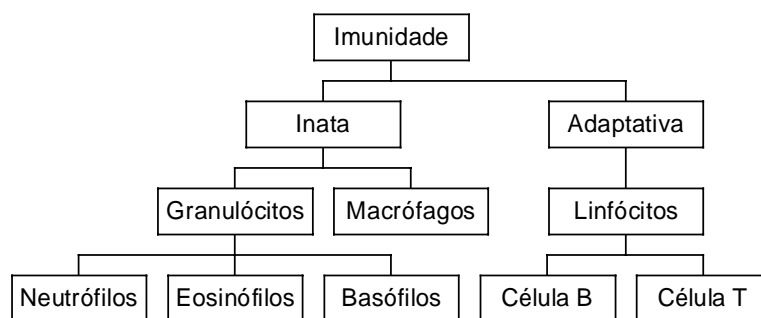 Imunidade
Inata
Adaptativa
Granulócitos
Macrófagos
Linfócitos
Neutrófilos
Eosinófilos
Basófilos
Célula B
Célula T